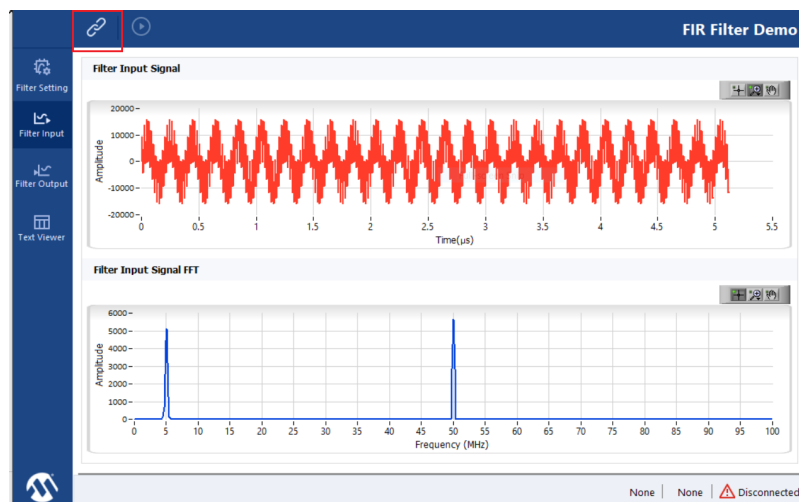 FIR Filter Demo
Filter Setting
Filter Input
Filter Output
Text Viewer
Filter Input Signal
20000
10000
0
-10000
-20000
Amplitude
0 0.5 1 1.5 2 2.5 3 3.5 4 4.5 5 5.5
Time(µs)
Filter Input Signal FFT
6000
5000
4000
3000
2000
1000
0
Amplitude
0 5 10 15 20 25 30 35 40 45 50 55 60 65 70 75 80 85 90 95 100
Frequency (MHz)
None None Disconnected